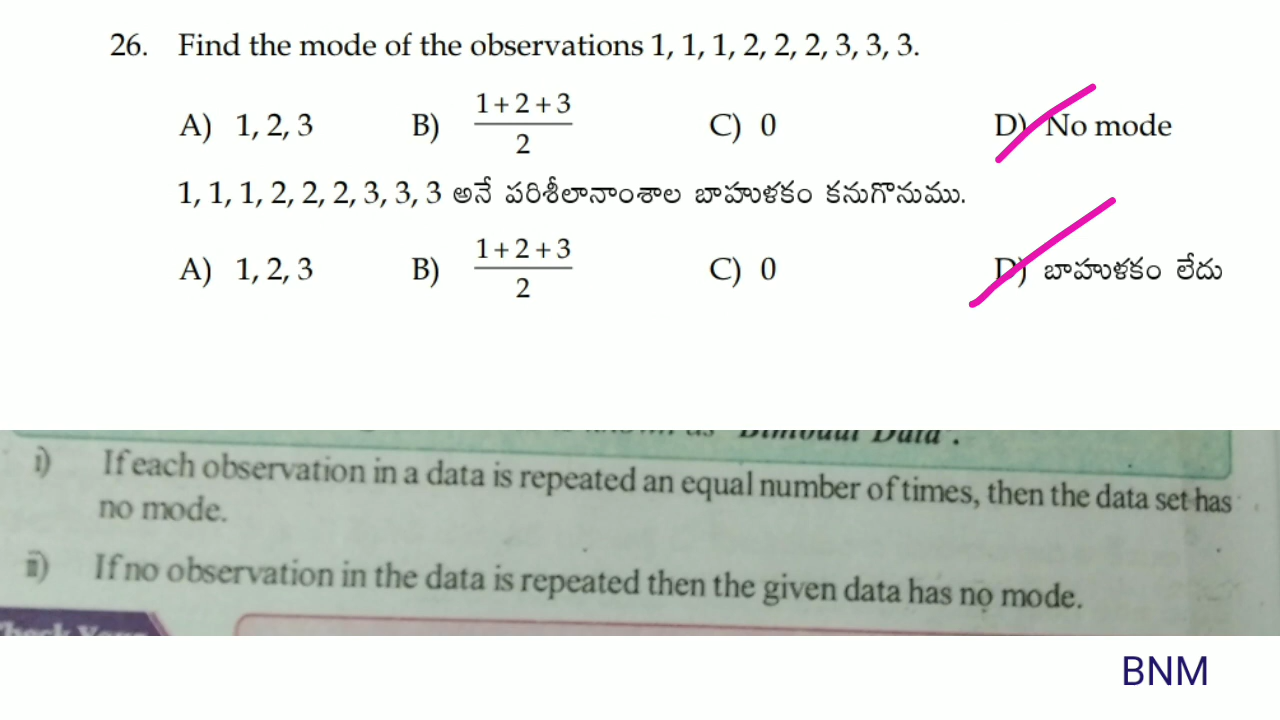 26. Find the mode of the observations 1, 1, 1, 2, 2, 2, 3, 3, 3.
A) 1, 2, 3 B) (1 + 2 + 3)/2 C) 0 D) No mode
1, 1, 1, 2, 2, 2, 3, 3, 3 అనే పరిశీలానాంశాల బాహుళకం కనుగొనుము.
A) 1, 2, 3 B) (1 + 2 + 3)/2 C) 0 D) బాహుళకం లేదు
"Bimodal Data".
i) If each observation in a data is repeated an equal number of times, then the data set has
no mode.
ii) If no observation in the data is repeated then the given data has no mode.
BNM